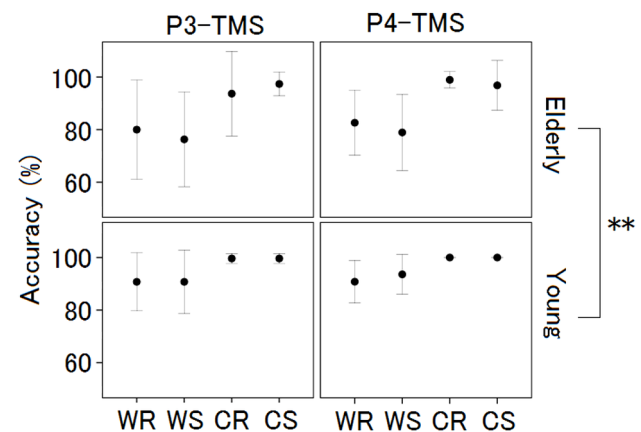 P3-TMS
P4-TMS
100
80
60
Elderly
Accuracy (%)
**
100
80
60
Young
WR WS CR CS
WR WS CR CS